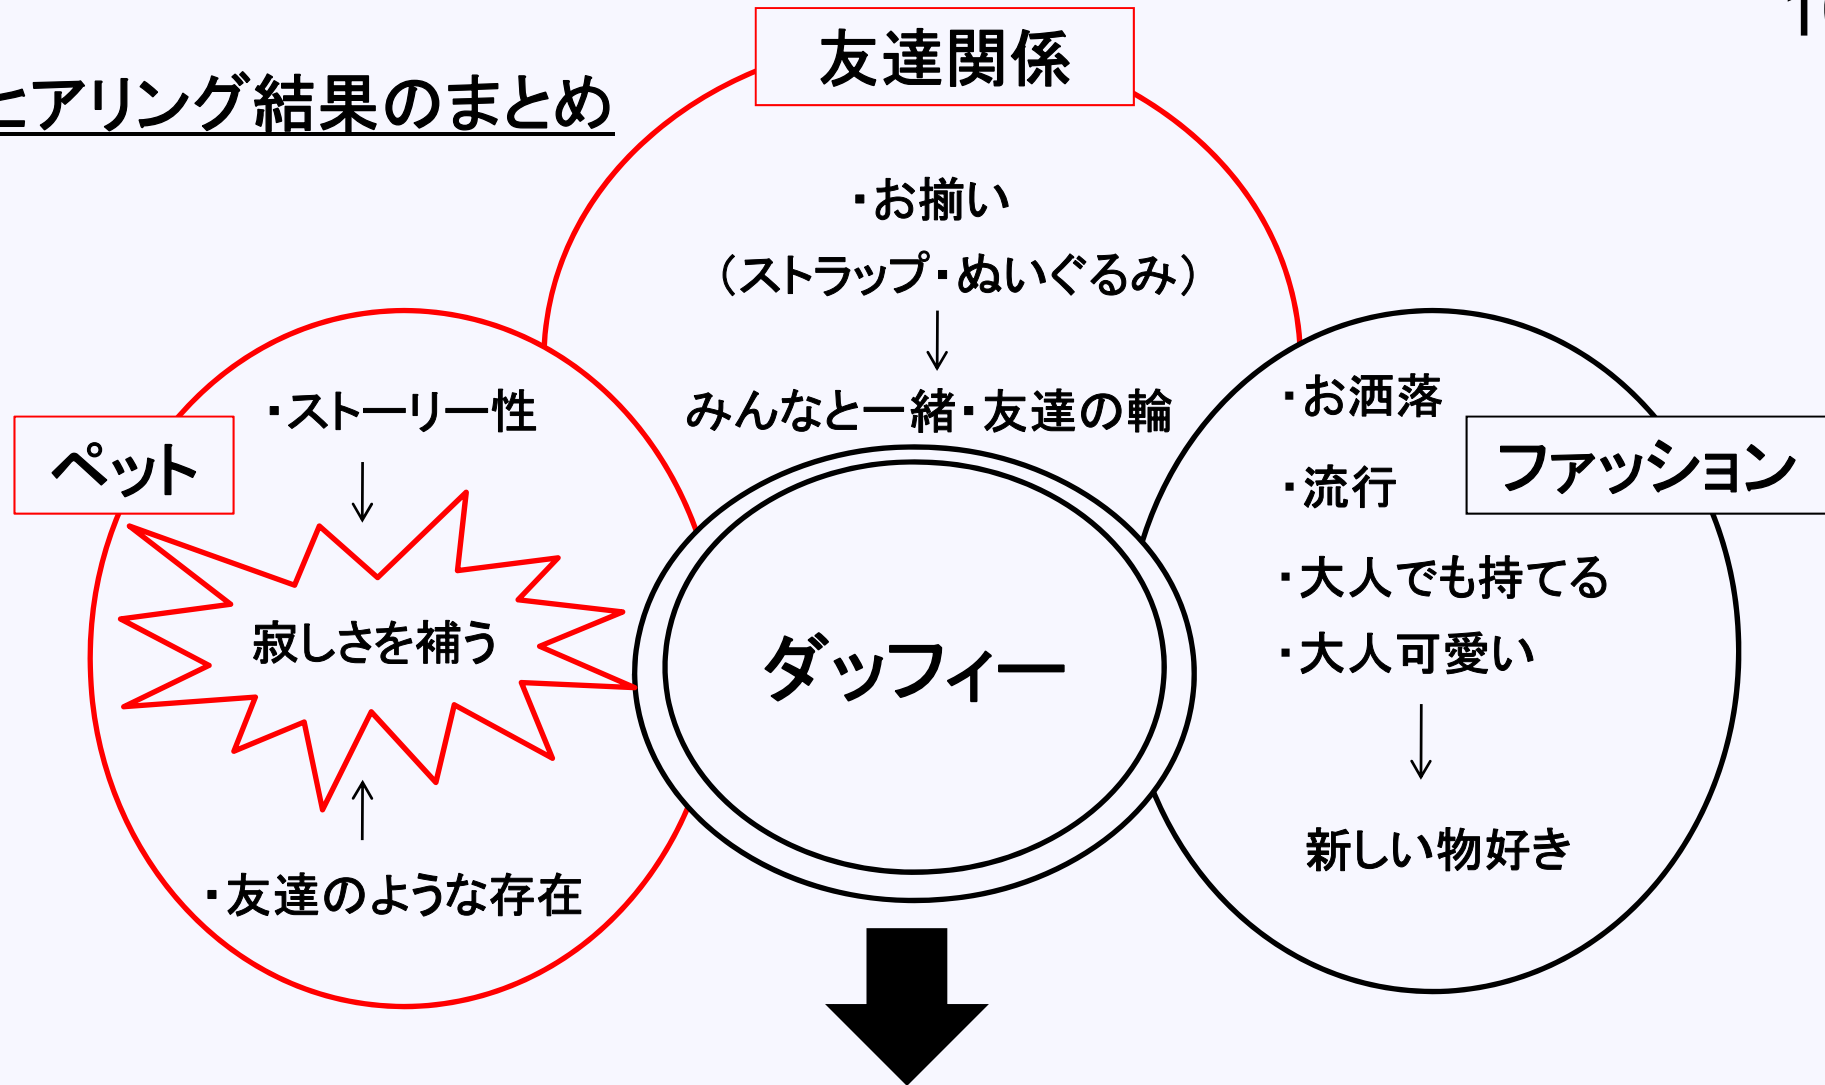 ヒアリング結果のまとめ
友達関係
・お揃い
（ストラップ・ぬいぐるみ）
↓
みんなと一緒・友達の輪
ペット
・ストーリー性
↓
寂しさを補う
↑
・友達のような存在
ダッフィー
ファッション
・お洒落
・流行
・大人でも持てる
・大人可愛い
↓
新しい物好き